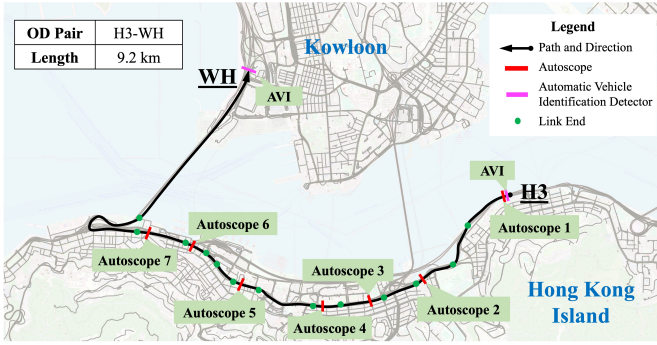 OD Pair H3-WH
Length 9.2 km
Kowloon
WH
AVI
Legend
Path and Direction
Autoscope
Automatic Vehicle
Identification Detector
Link End
AVI
H3
Autoscope 1
Autoscope 6
Autoscope 7
Autoscope 3
Autoscope 5
Autoscope 4
Autoscope 2
Hong Kong
Island